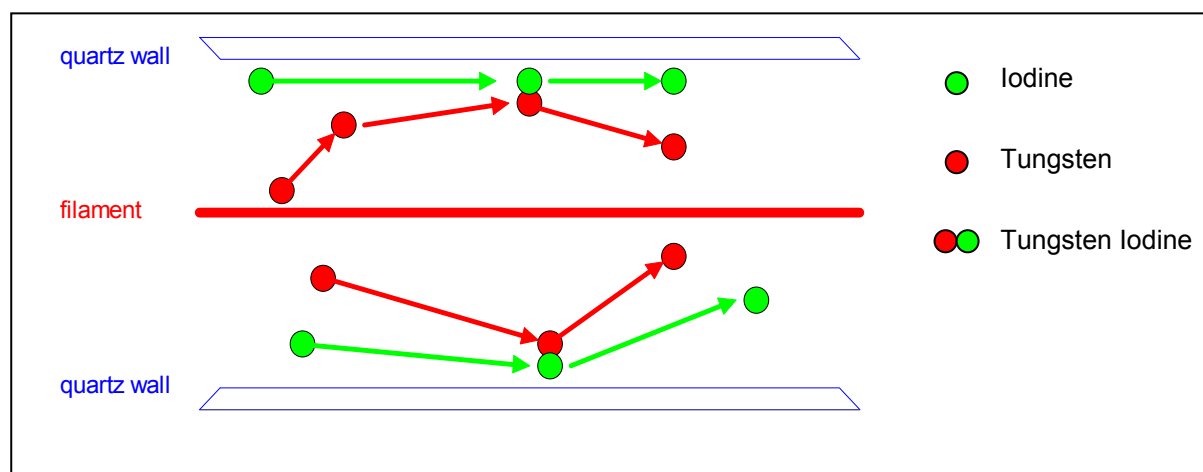 quartz wall
Iodine
Tungsten
filament
Tungsten Iodine
quartz wall